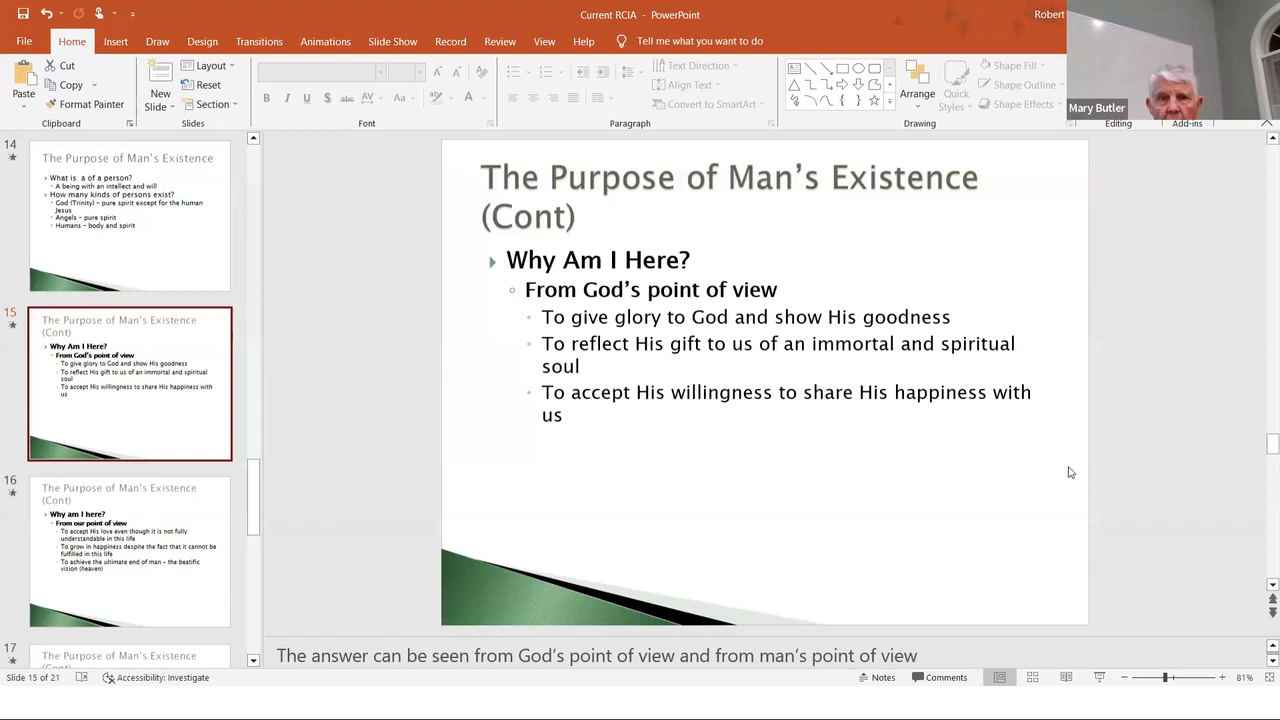 Current RCIA - PowerPoint
Robert
File Home Insert Draw Design Transitions Animations Slide Show Record Review View Help Tell me what you want to do
Paste
Cut
Copy
Format Painter
Clipboard
New Slide
Layout
Reset
Section
Slides
B I U S abc AV Aa A
Font
Text Direction
Align Text
Convert to SmartArt
Paragraph
Arrange
Quick Styles
Shape Fill
Shape Outline
Shape Effects
Drawing
Editing
Add-ins
Mary Butler
14
The Purpose of Man's Existence
What is a of a person?
A being with an intellect and will
How many kinds of persons exist?
God (Trinity) – pure spirit except for the human
Jesus
Angels – pure spirit
Humans – body and spirit
15
The Purpose of Man's Existence
(Cont)
Why Am I Here?
From God's point of view
To give glory to God and show His goodness
To reflect His gift to us of an immortal and spiritual
soul
To accept His willingness to share His happiness with
us
16
The Purpose of Man's Existence
(Cont)
Why am I here?
From our point of view
To accept His love even though it is not fully
understandable in this life
To grow in happiness despite the fact that it cannot be
fulfilled in this life
To achieve the ultimate end of man – the beatific
vision (heaven)
17
The Purpose of Man's Existence
(Cont)
The Purpose of Man's Existence
(Cont)
Why Am I Here?
From God's point of view
To give glory to God and show His goodness
To reflect His gift to us of an immortal and spiritual
soul
To accept His willingness to share His happiness with
us
The answer can be seen from God's point of view and from man's point of view
Slide 15 of 21 Accessibility: Investigate Notes Comments 81%